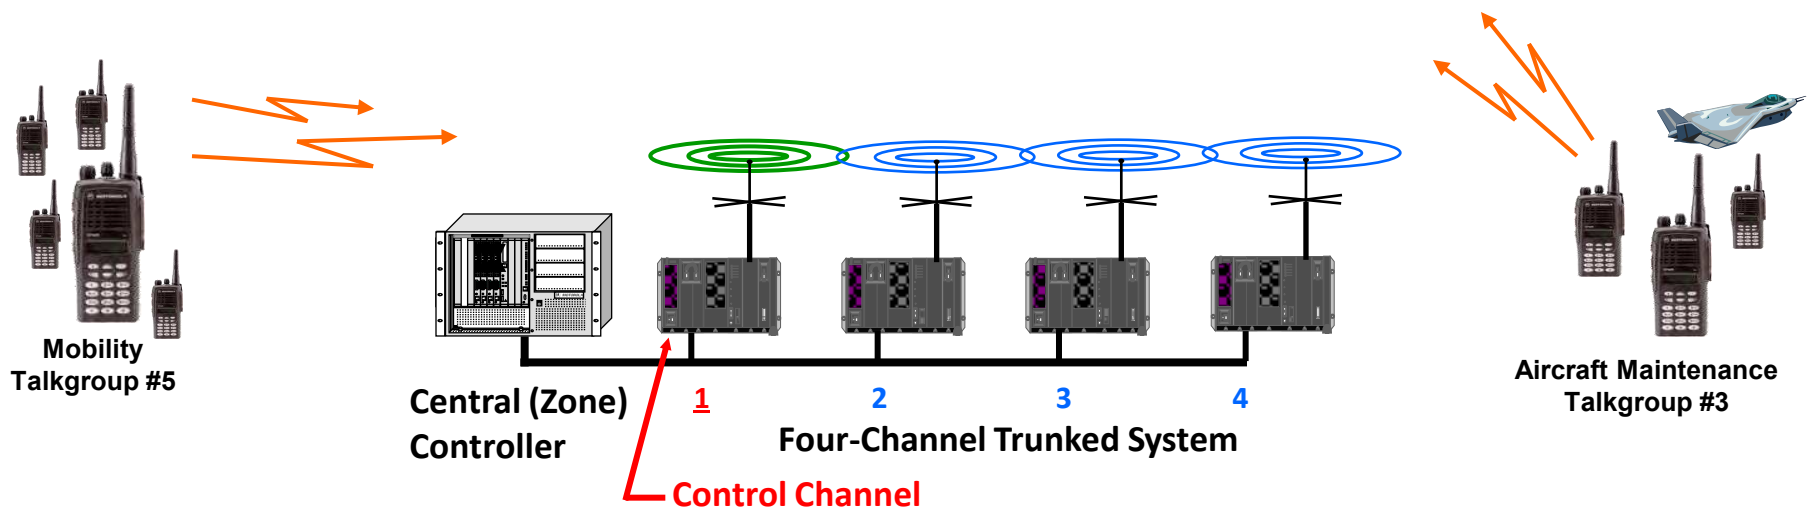 Mobility
Talkgroup #5
Central (Zone)
Controller
1
2
3
4
Four-Channel Trunked System
Control Channel
Aircraft Maintenance
Talkgroup #3